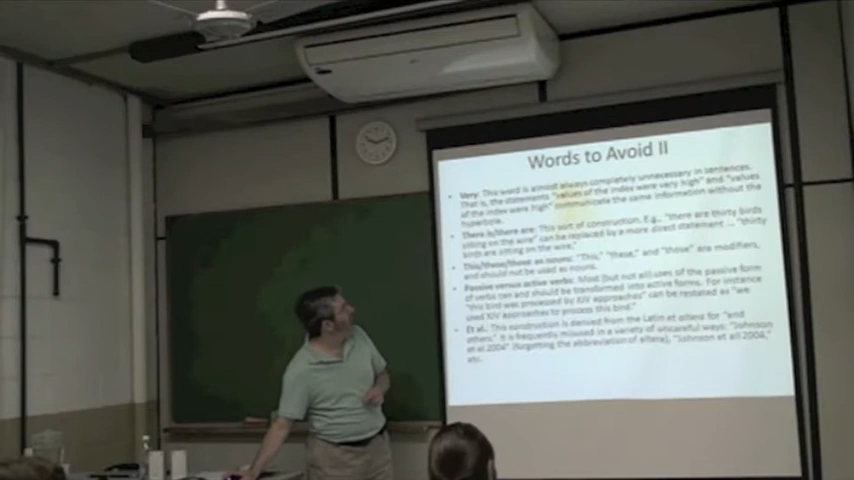 Words to Avoid II
• Very: This word is almost always completely unnecessary in sentences.
That is, the statements "values of the index were very high" and "values
of the index were high" communicate the same information without the
hyperbole.
• There is/there are: This sort of construction. E.g., "there are thirty birds
sitting on the wire" can be replaced by a more direct statement ... "thirty
birds are sitting on the wire."
• This/these/those as nouns: "This," "these," and "those" are modifiers,
and should not be used as nouns.
• Passive versus active verbs: Most (but not all) uses of the passive form
of verbs can and should be transformed into active forms. For instance
"this bird was processed by XIV approaches" can be restated as "we
used XIV approaches to process this bird."
• Et al.: This construction is derived from the Latin et altera for "and
others." It is frequently misused in a variety of uncareful ways: "Johnson
et al 2004" (forgetting the abbreviation of altera), "Johnson et all 2004,"
etc.